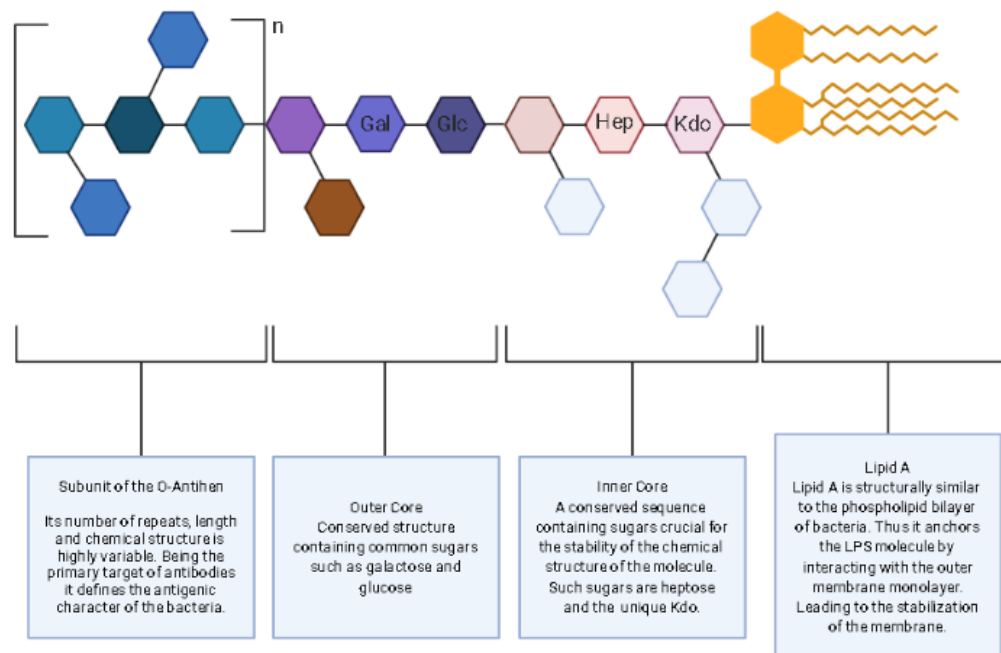 n
Gal
Glc
Hep
Kdo
Subunit of the O-Antihen
Its number of repeats, length
and chemical structure is
highly variable. Being the
primary target of antibodies
it defines the antigenic
character of the bacteria.
Outer Core
Conserved structure
containing common sugars
such as galactose and
glucose
Inner Core
A conserved sequence
containing sugars crucial for
the stability of the chemical
structure of the molecule.
Such sugars are heptose
and the unique Kdo.
Lipid A
Lipid A is structurally similar
to the phospholipid bilayer
of bacteria. Thus it anchors
the LPS molecule by
interacting with the outer
membrane monolayer.
Leading to the stabilization
of the membrane.